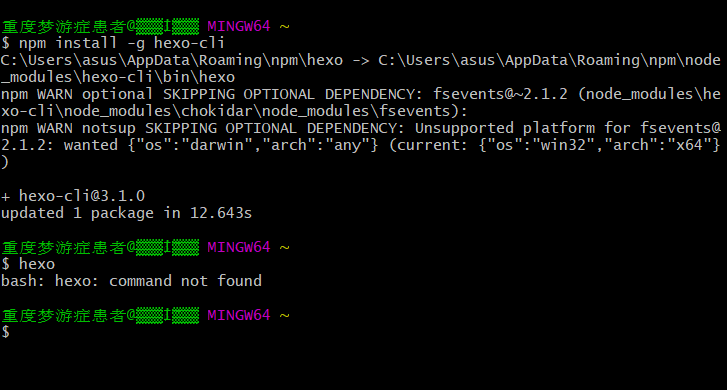 重度梦游症患者@▒▒▒I▒▒▒ MINGW64 ~
$ npm install -g hexo-cli
C:\Users\asus\AppData\Roaming\npm\hexo -> C:\Users\asus\AppData\Roaming\npm\node
_modules\hexo-cli\bin\hexo
npm WARN optional SKIPPING OPTIONAL DEPENDENCY: fsevents@~2.1.2 (node_modules\he
xo-cli\node_modules\chokidar\node_modules\fsevents):
npm WARN notsup SKIPPING OPTIONAL DEPENDENCY: Unsupported platform for fsevents@
2.1.2: wanted {"os":"darwin","arch":"any"} (current: {"os":"win32","arch":"x64"}
)
+ hexo-cli@3.1.0
updated 1 package in 12.643s
重度梦游症患者@▒▒▒I▒▒▒ MINGW64 ~
$ hexo
bash: hexo: command not found
重度梦游症患者@▒▒▒I▒▒▒ MINGW64 ~
$